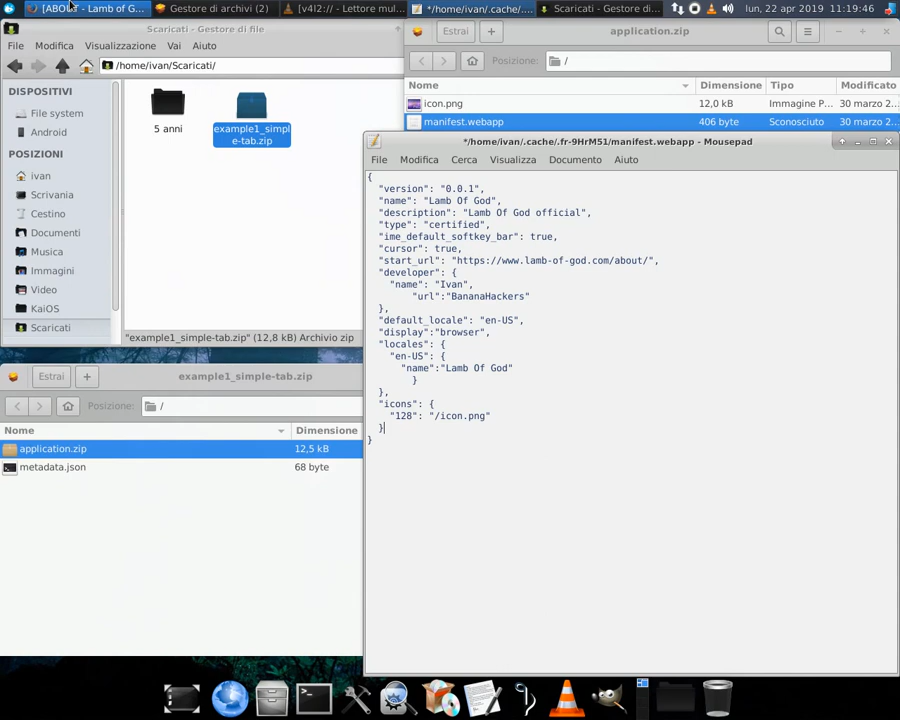 [ABOUT - Lamb of G...
Gestore di archivi (2)
[v4l2:// - Lettore mul...
*/home/ivan/.cache/....
Scaricati - Gestore di...
lun, 22 apr 2019
11:19:46
Scaricati - Gestore di file
File Modifica Visualizzazione Vai Aiuto
/home/ivan/Scaricati/
DISPOSITIVI
File system
Android
POSIZIONI
ivan
Scrivania
Cestino
Documenti
Musica
Immagini
Video
KaiOS
Scaricati
5 anni
example1_simpl
e-tab.zip
"example1_simple-tab.zip" (12,8 kB) Archivio zip
Estrai
application.zip
Posizione: /
Nome Dimensione Tipo Modificato
icon.png 12,0 kB Immagine P... 30 marzo 2...
manifest.webapp 406 byte Sconosciuto 30 marzo 2...
Estrai
example1_simple-tab.zip
Posizione: /
Nome Dimensione
application.zip 12,5 kB
metadata.json 68 byte
*/home/ivan/.cache/.fr-9HrM51/manifest.webapp - Mousepad
File Modifica Cerca Visualizza Documento Aiuto
{
"version": "0.0.1",
"name": "Lamb Of God",
"description": "Lamb Of God official",
"type": "certified",
"ime_default_softkey_bar": true,
"cursor": true,
"start_url": "https://www.lamb-of-god.com/about/",
"developer": {
"name": "Ivan",
"url":"BananaHackers"
},
"default_locale": "en-US",
"display":"browser",
"locales": {
"en-US": {
"name":"Lamb Of God"
}
},
"icons": {
"128": "/icon.png"
}
}